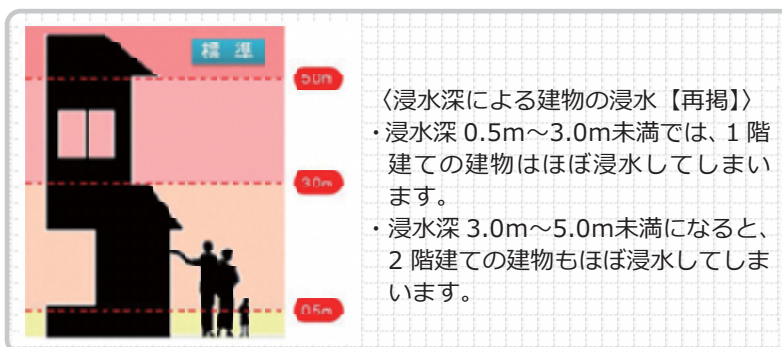 標 準
5.0m
3.0m
0.5m
〈浸水深による建物の浸水【再掲】〉
・浸水深 0.5m～3.0m未満では、1 階
建ての建物はほぼ浸水してしまい
ます。
・浸水深 3.0m～5.0m未満になると、
2 階建ての建物もほぼ浸水してしま
います。